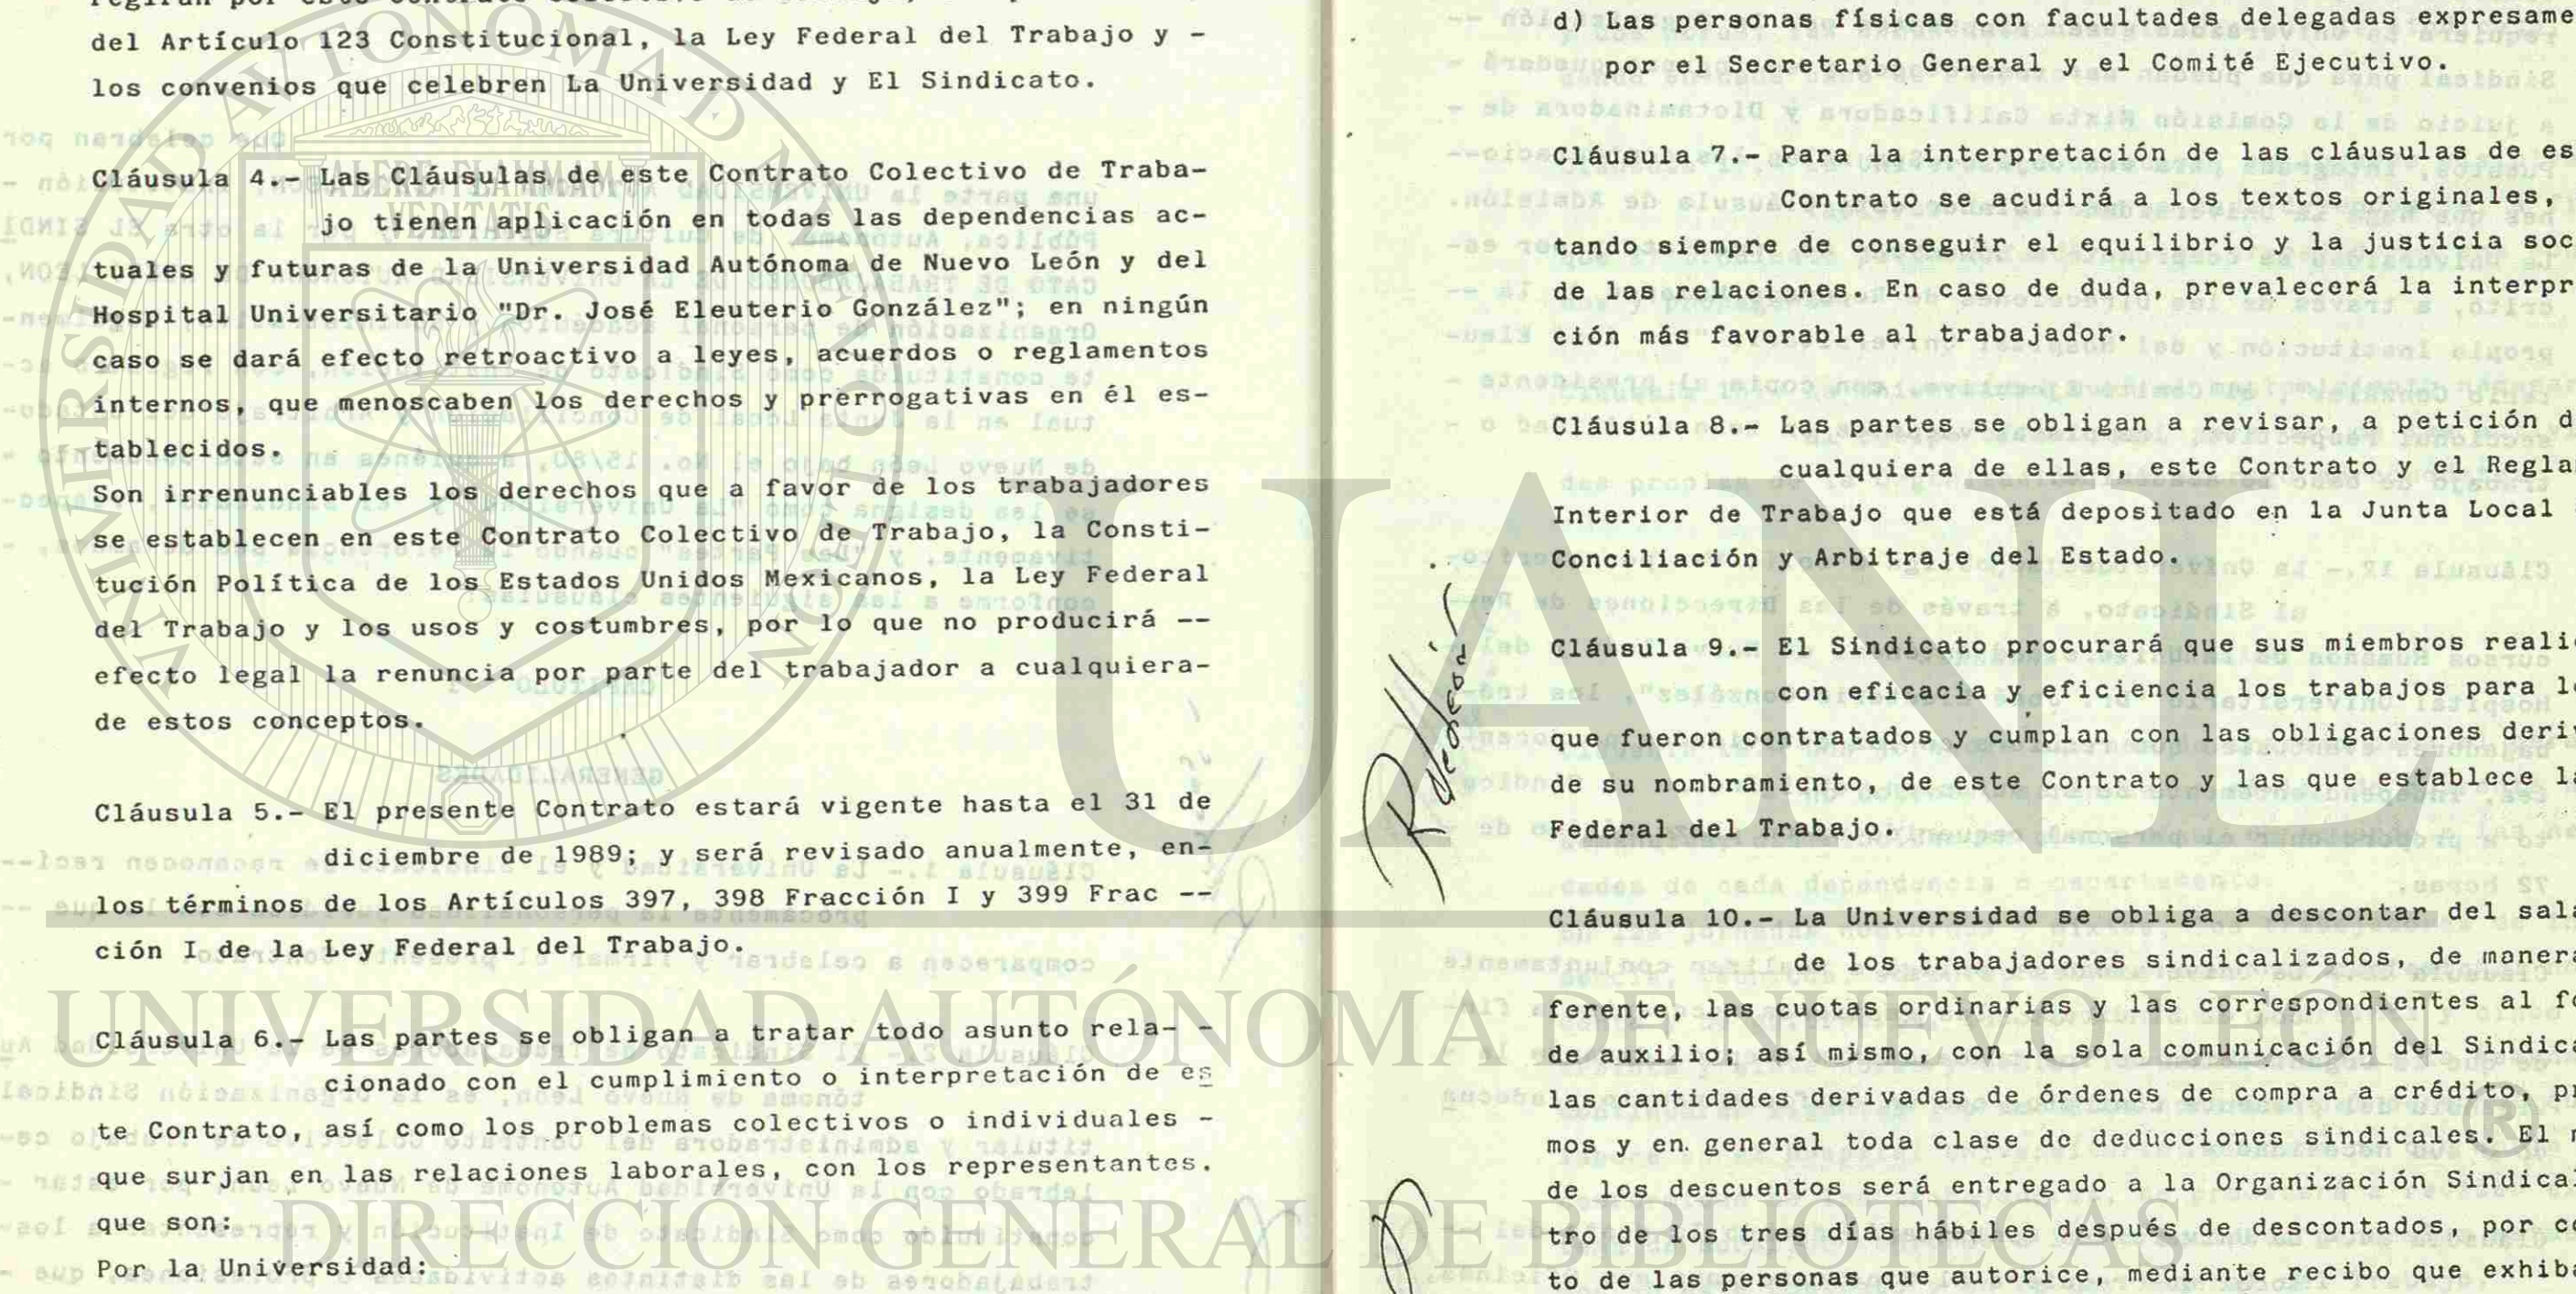 del Artículo 123 Constitucional, la Ley Federal del Trabajo y -
los convenios que celebren La Universidad y El Sindicato.
Cláusula 4.- Las Cláusulas de este Contrato Colectivo de Traba-
jo tienen aplicación en todas las dependencias ac-
tuales y futuras de la Universidad Autónoma de Nuevo León y del
Hospital Universitario "Dr. José Eleuterio González"; en ningún
caso se dará efecto retroactivo a leyes, acuerdos o reglamentos
internos, que menoscaben los derechos y prerrogativas en él es-
tablecidos.
Son irrenunciables los derechos que a favor de los trabajadores
se establecen en este Contrato Colectivo de Trabajo, la Consti-
tución Política de los Estados Unidos Mexicanos, la Ley Federal
del Trabajo y los usos y costumbres, por lo que no producirá --
efecto legal la renuncia por parte del trabajador a cualquiera-
de estos conceptos.
Cláusula 5.- El presente Contrato estará vigente hasta el 31 de
diciembre de 1989; y será revisado anualmente, en-
los términos de los Artículos 397, 398 Fracción I y 399 Frac --
ción I de la Ley Federal del Trabajo.
Cláusula 6.- Las partes se obligan a tratar todo asunto rela- -
cionado con el cumplimiento o interpretación de es
te Contrato, así como los problemas colectivos o individuales -
que surjan en las relaciones laborales, con los representantes.
que son:
Por la Universidad:
d) Las personas físicas con facultades delegadas expresame
por el Secretario General y el Comité Ejecutivo.
Cláusula 7.- Para la interpretación de las cláusulas de es
Contrato se acudirá a los textos originales,
tando siempre de conseguir el equilibrio y la justicia soc
de las relaciones. En caso de duda, prevalecerá la interpr
ción más favorable al trabajador.
Cláusula 8.- Las partes se obligan a revisar, a petición d
cualquiera de ellas, este Contrato y el Regla
Interior de Trabajo que está depositado en la Junta Local
Conciliación y Arbitraje del Estado.
Cláusula 9.- El Sindicato procurará que sus miembros reali
con eficacia y eficiencia los trabajos para l
que fueron contratados y cumplan con las obligaciones deri
de su nombramiento, de este Contrato y las que establece l
Federal del Trabajo.
Cláusula 10.- La Universidad se obliga a descontar del sal
de los trabajadores sindicalizados, de manera
ferente, las cuotas ordinarias y las correspondientes al f
de auxilio; así mismo, con la sola comunicación del Sindic
las cantidades derivadas de órdenes de compra a crédito, p
mos y en general toda clase de deducciones sindicales. El
de los descuentos será entregado a la Organización Sindica
tro de los tres días hábiles después de descontados, por c
to de las personas que autorice, mediante recibo que exhib
UNIVERSIDAD AUTÓNOMA DE NUEVO LEÓN
ALERE FLAMMAM
VERITATIS
UANL
UNIVERSIDAD AUTÓNOMA DE NUEVO LEÓN
®
DIRECCIÓN GENERAL DE BIBLIOTECAS